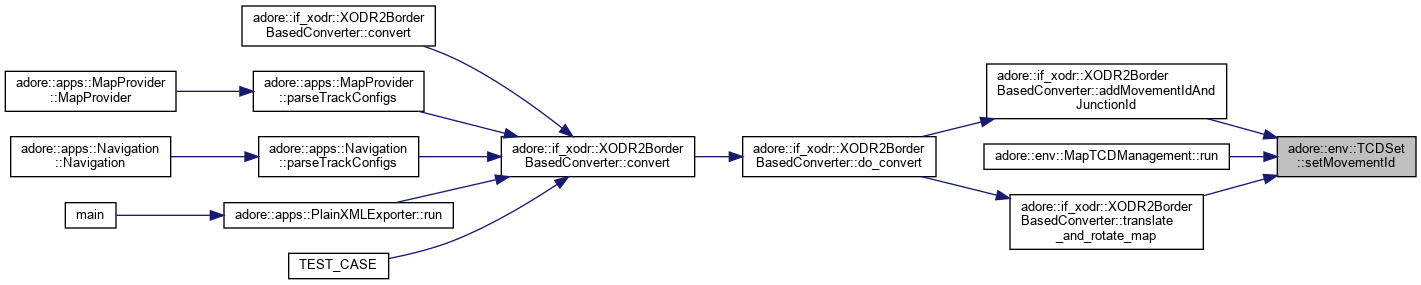 adore::if_xodr::XODR2Border
BasedConverter::convert
adore::apps::MapProvider
::MapProvider
adore::apps::MapProvider
::parseTrackConfigs
adore::if_xodr::XODR2Border
BasedConverter::addMovementIdAnd
JunctionId
adore::apps::Navigation
::Navigation
adore::apps::Navigation
::parseTrackConfigs
adore::if_xodr::XODR2Border
BasedConverter::convert
adore::if_xodr::XODR2Border
BasedConverter::do_convert
adore::env::MapTCDManagement::run
adore::env::TCDSet
::setMovementId
main
adore::apps::PlainXMLExporter::run
adore::if_xodr::XODR2Border
BasedConverter::translate
_and_rotate_map
TEST_CASE